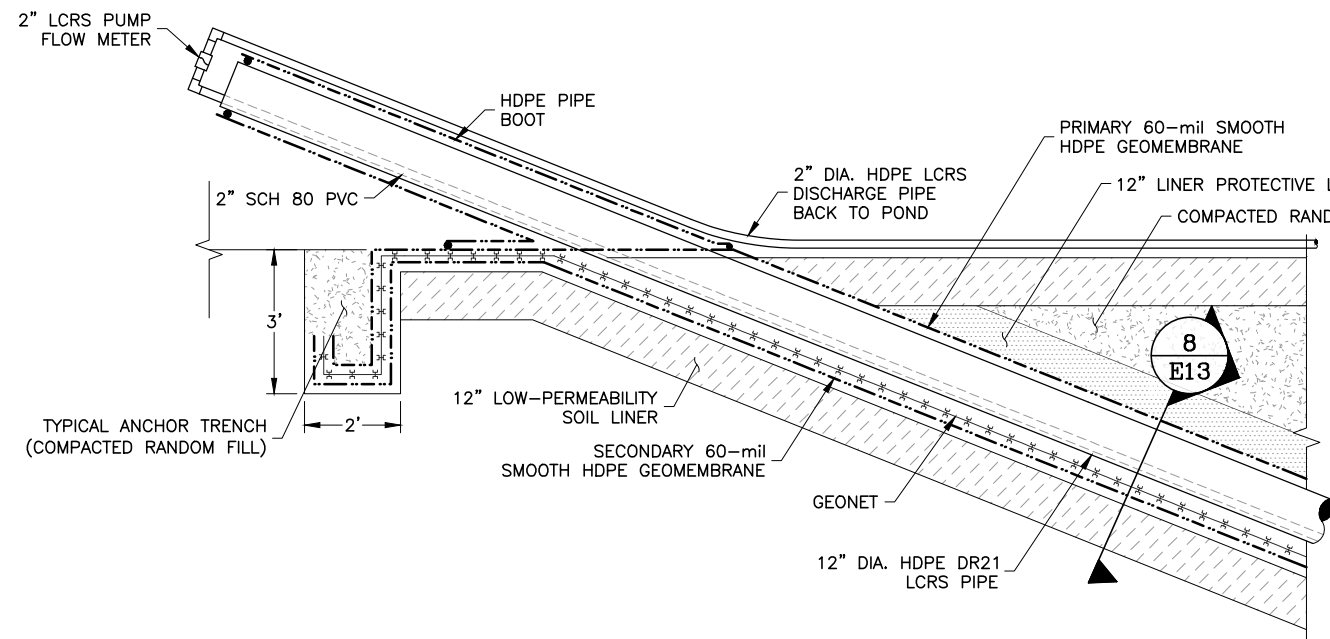 2" LCRS PUMP
FLOW METER
HDPE PIPE
BOOT
PRIMARY 60-mil SMOOTH
HDPE GEOMEMBRANE
2" DIA. HDPE LCRS
DISCHARGE PIPE
BACK TO POND
12" LINER PROTECTIVE
COMPACTED
2" SCH 80 PVC
3'
8
E13
2'
TYPICAL ANCHOR TRENCH
(COMPACTED RANDOM FILL)
12" LOW-PERMEABILITY
SOIL LINER
SECONDARY 60-mil
SMOOTH HDPE GEOMEMBRANE
GEONET
12" DIA. HDPE DR21
LCRS PIPE